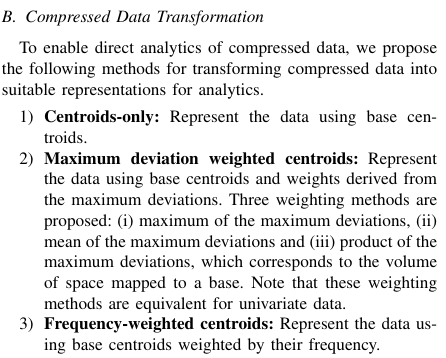 B. Compressed Data Transformation
To enable direct analytics of compressed data, we propose
the following methods for transforming compressed data into
suitable representations for analytics.
1) Centroids-only: Represent the data using base cen-
troids.
2) Maximum deviation weighted centroids: Represent
the data using base centroids and weights derived from
the maximum deviations. Three weighting methods are
proposed: (i) maximum of the maximum deviations, (ii)
mean of the maximum deviations and (iii) product of the
maximum deviations, which corresponds to the volume
of space mapped to a base. Note that these weighting
methods are equivalent for univariate data.
3) Frequency-weighted centroids: Represent the data us-
ing base centroids weighted by their frequency.